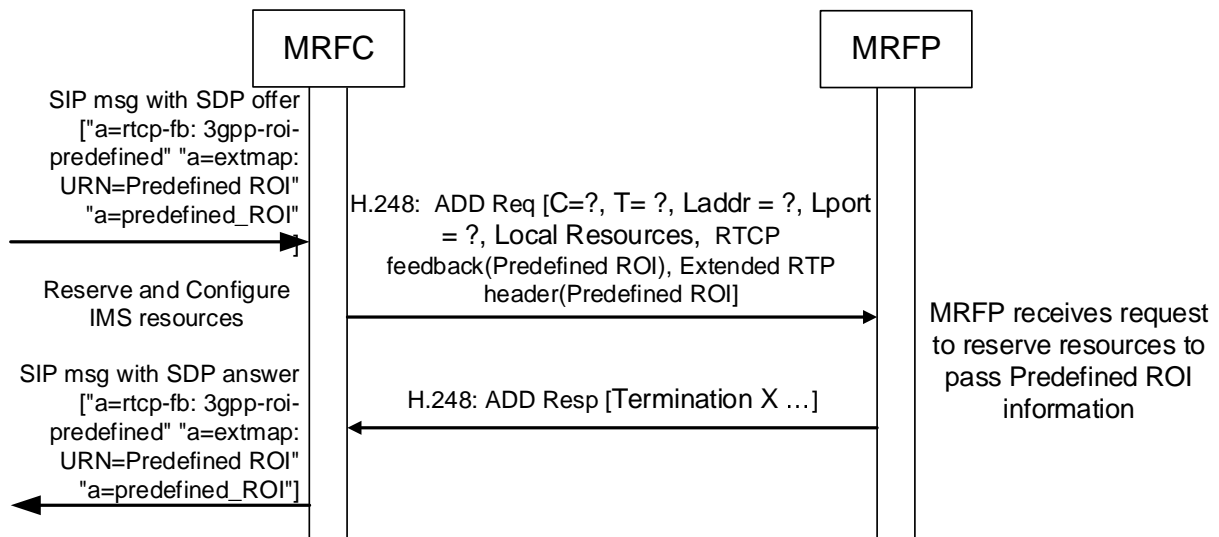 MRFC
MRFP
SIP msg with SDP offer
["a=rtcp-fb: 3gpp-roi-
predefined" "a=extmap:
URN=Predefined ROI"
"a=predefined_ROI"
]
H.248:  ADD Req [C=?, T= ?, Laddr = ?, Lport
= ?, Local Resources,  RTCP
feedback(Predefined ROI), Extended RTP
header(Predefined ROI]
Reserve and Configure
IMS resources
MRFP receives request
to reserve resources to
pass Predefined ROI
information
SIP msg with SDP answer
["a=rtcp-fb: 3gpp-roi-
predefined" "a=extmap:
URN=Predefined ROI"
"a=predefined_ROI"]
H.248: ADD Resp [Termination X …]